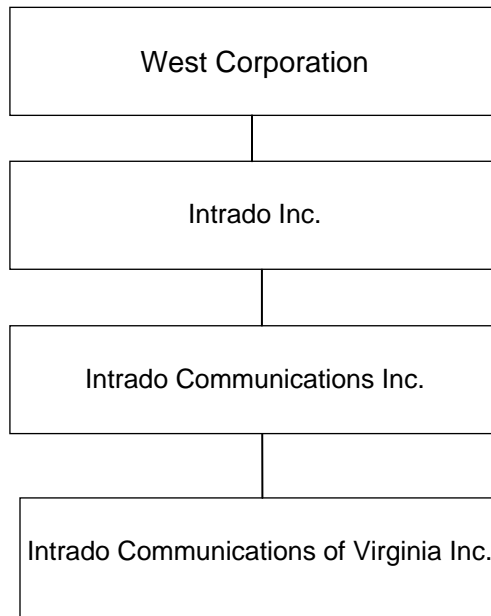 West Corporation
Intrado Inc.
Intrado Communications Inc.
Intrado Communications of Virginia Inc.